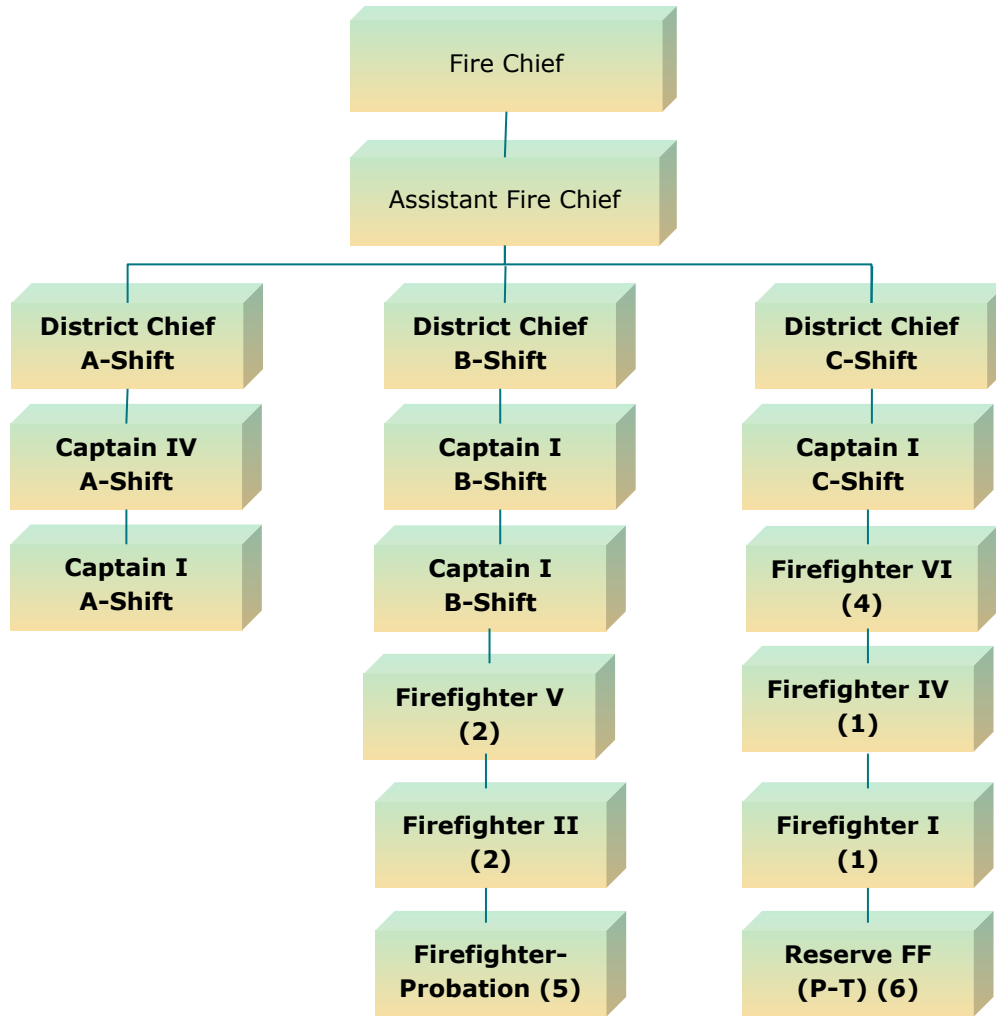 Fire Chief
Assistant Fire Chief
District Chief
A-Shift
District Chief
B-Shift
District Chief
C-Shift
Captain IV
A-Shift
Captain I
B-Shift
Captain I
C-Shift
Captain I
A-Shift
Captain I
B-Shift
Firefighter VI
(4)
Firefighter V
(2)
Firefighter IV
(1)
Firefighter II
(2)
Firefighter I
(1)
Firefighter-
Probation (5)
Reserve FF
(P-T) (6)